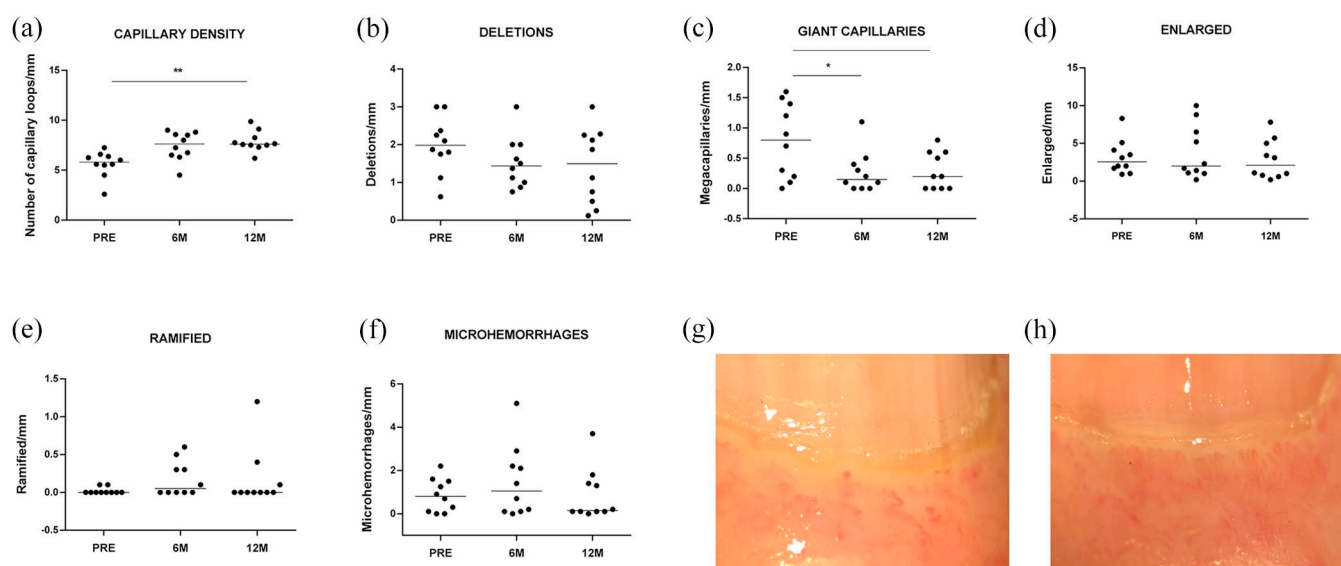 (a)
CAPILLARY DENSITY
Number of capillary loops/mm
15
10
5
0
**
PRE 6M 12M
(b)
DELETIONS
Deletions/mm
4
3
2
1
0
PRE 6M 12M
(c)
GIANT CAPILLARIES
Megacapillaries/mm
2.0
1.5
1.0
0.5
0.0
-0.5
*
PRE 6M 12M
(d)
ENLARGED
Enlarged/mm
15
10
5
0
-5
PRE 6M 12M
(e)
RAMIFIED
Ramified/mm
1.5
1.0
0.5
0.0
-0.5
PRE 6M 12M
(f)
MICROHEMORRHAGES
Microhemorrhages/mm
6
4
2
0
PRE 6M 12M
(g)
(h)